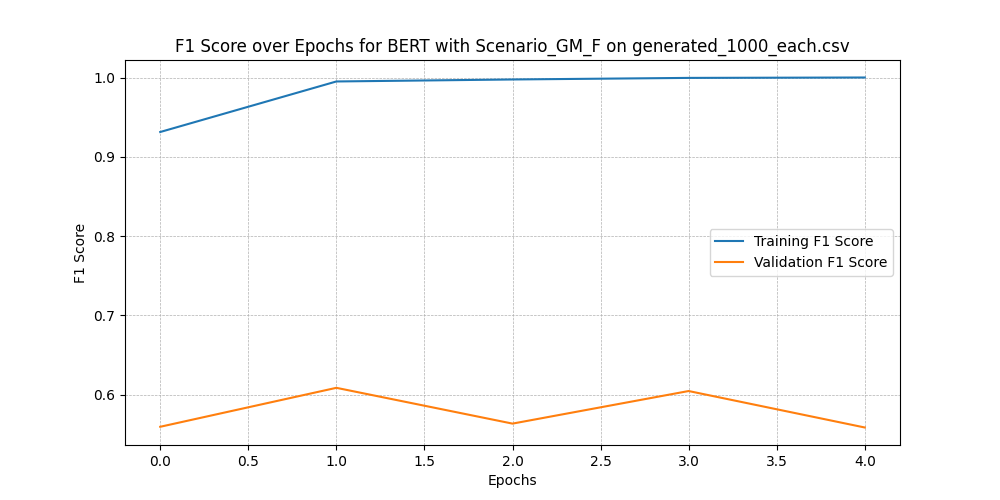 F1 Score over Epochs for BERT with Scenario_GM_F on generated_1000_each.csv
1.0
0.9
0.8
0.7
0.6
F1 Score
Training F1 Score
Validation F1 Score
0.0 0.5 1.0 1.5 2.0 2.5 3.0 3.5 4.0
Epochs